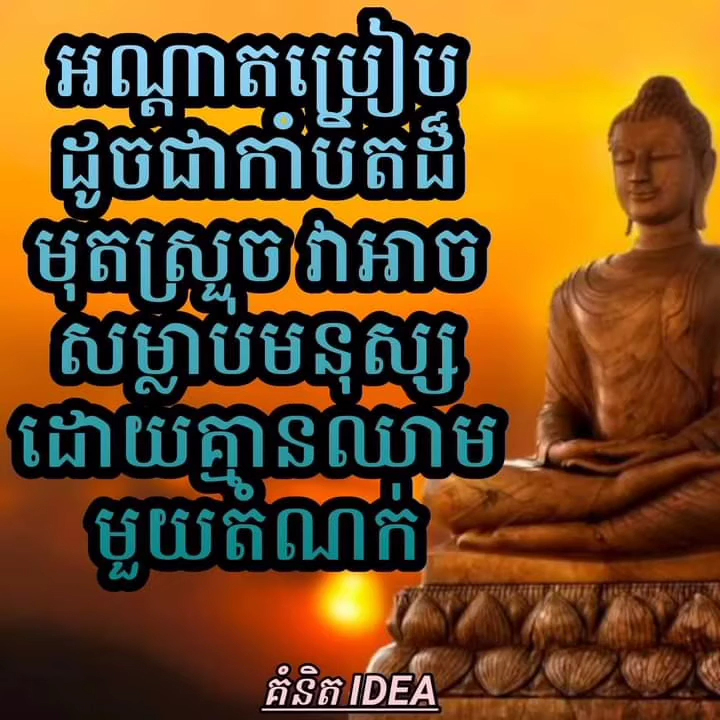 អណ្ដាតប្រៀប
ដូចជាកាំបិតដ៏
មុតស្រួច វាអាច
សម្លាប់មនុស្ស
ដោយគ្មានឈាម
មួយតំណក់
គំនិត IDEA